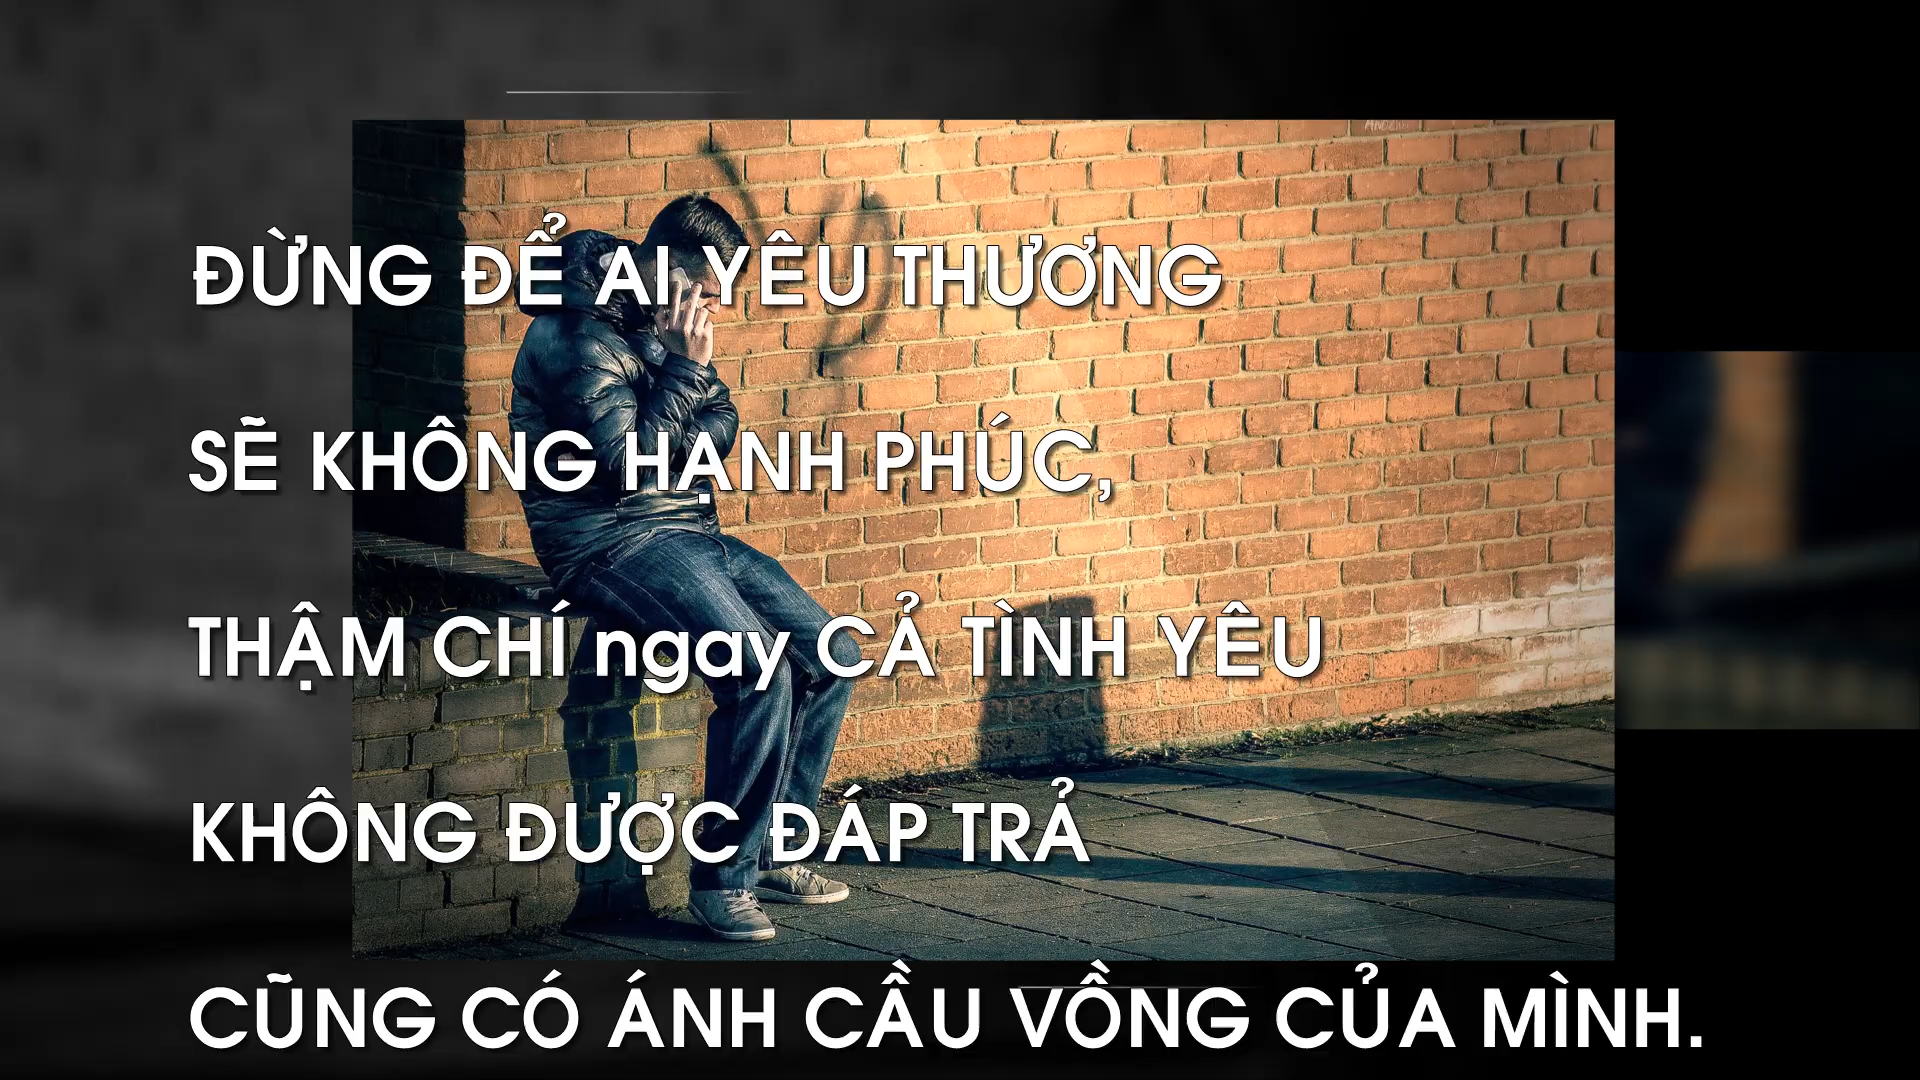 ĐỪNG ĐỂ AI YÊU THƯƠNG
SẼ KHÔNG HẠNH PHÚC,
THẬM CHÍ ngay CẢ TÌNH YÊU
KHÔNG ĐƯỢC ĐÁP TRẢ
CŨNG CÓ ÁNH CẦU VỒNG CỦA MÌNH.